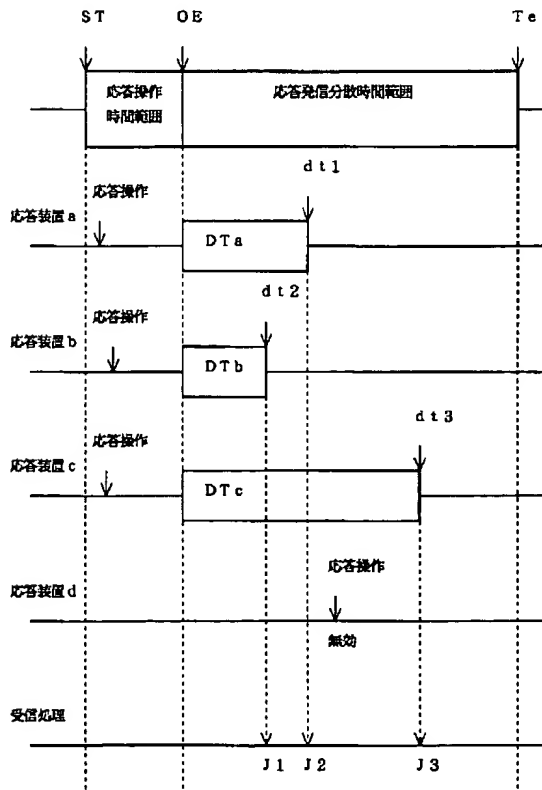 ＳＴ ＯＥ Ｔｅ
応答操作
時間範囲
応答発信分散時間範囲
ｄｔ１
応答操作
応答装置ａ
ＤＴａ
ｄｔ２
応答操作
応答装置ｂ
ＤＴｂ
ｄｔ３
応答操作
応答装置ｃ
ＤＴｃ
応答操作
応答装置ｄ
無効
受信処理
Ｊ１ Ｊ２ Ｊ３